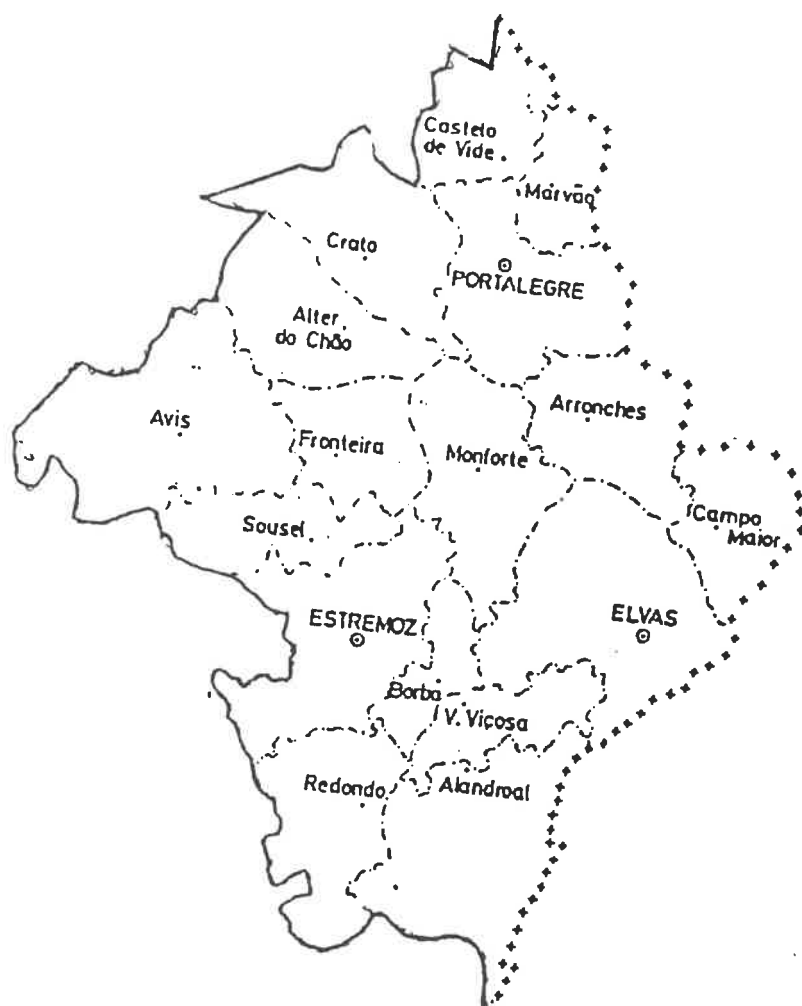 Castelo
de Vide
Marvão
Crato
PORTALEGRE
Alter
do Chão
Arronches
Avis
Fronteira
Monforte
Campo
Maior
Sousel
ESTREMOZ
ELVAS
Borba
V. Viçosa
Redondo
Alandroal